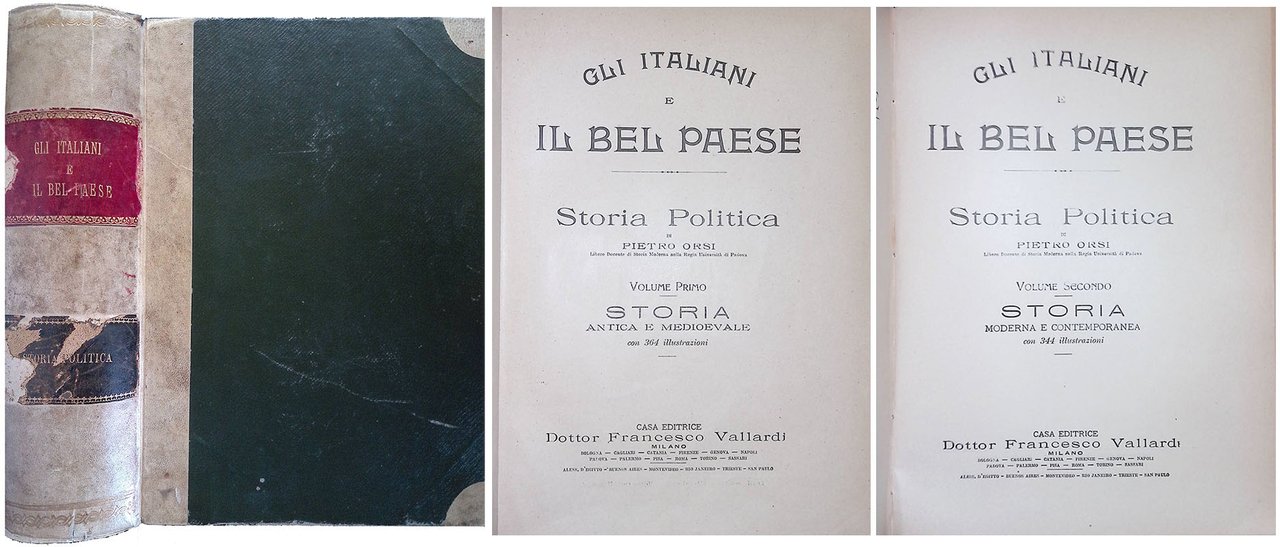 GLI ITALIANI
E
IL BEL PAESE
STORIA POLITICA
GLI ITALIANI
E
IL BEL PAESE
Storia Politica
DI
PIETRO ORSI
Libero Docente di Storia Moderna nella Regia Università di Padova
VOLUME PRIMO
STORIA
ANTICA E MEDIOEVALE
con 364 illustrazioni
CASA EDITRICE
Dottor Francesco Vallardi
MILANO
BOLOGNA — CAGLIARI — CATANIA — FIRENZE — GENOVA — NAPOLI
PADOVA — PALERMO — PISA — ROMA — TORINO — SASSARI
ALESS. D'EGITTO - BUENOS AIRES - MONTEVIDEO - RIO JANEIRO - TRIESTE - SAN PAULO
GLI ITALIANI
E
IL BEL PAESE
Storia Politica
DI
PIETRO ORSI
Libero Docente di Storia Moderna nella Regia Università di Padova
VOLUME SECONDO
STORIA
MODERNA E CONTEMPORANEA
con 344 illustrazioni
CASA EDITRICE
Dottor Francesco Vallardi
MILANO
BOLOGNA — CAGLIARI — CATANIA — FIRENZE — GENOVA — NAPOLI
PADOVA — PALERMO — PISA — ROMA — TORINO — SASSARI
ALESS. D'EGITTO - BUENOS AIRES - MONTEVIDEO - RIO JANEIRO - TRIESTE - SAN PAULO